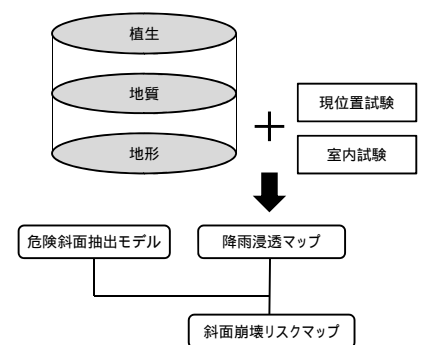 植生
地質
地形
現位置試験
室内試験
危険斜面抽出モデル
降雨浸透マップ
斜面崩壊リスクマップ